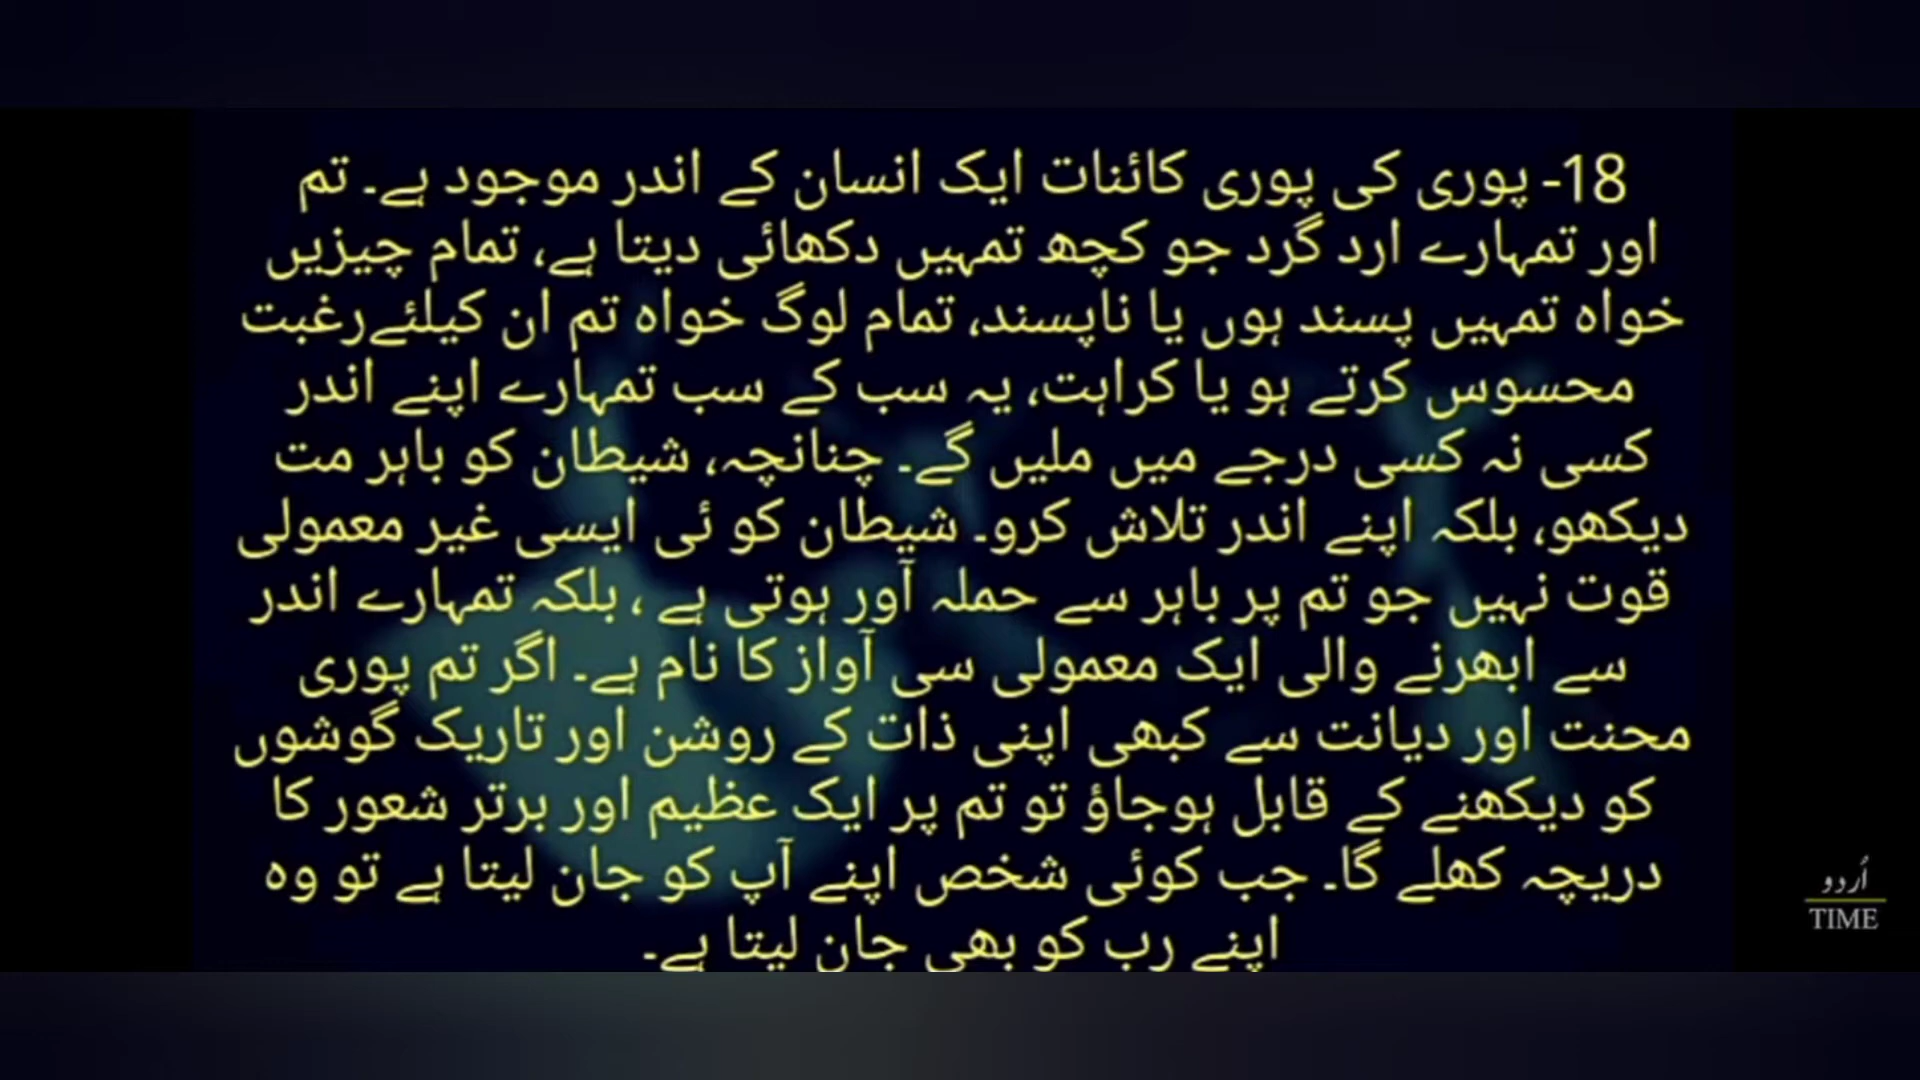 18- پوری کی پوری کائنات ایک انسان کے اندر موجود ہے۔ تم
اور تمہارے ارد گرد جو کچھ تمہیں دکھائی دیتا ہے، تمام چیزیں
خواہ تمہیں پسند ہوں یا ناپسند، تمام لوگ خواہ تم ان کیلئےرغبت
محسوس کرتے ہو یا کراہت، یہ سب کے سب تمہارے اپنے اندر
کسی نہ کسی درجے میں ملیں گے۔ چنانچہ، شیطان کو باہر مت
دیکھو، بلکہ اپنے اندر تلاش کرو۔ شیطان کو ئی ایسی غیر معمولی
قوت نہیں جو تم پر باہر سے حملہ آور ہوتی ہے ، بلکہ تمہارے اندر
سے ابھرنے والی ایک معمولی سی آواز کا نام ہے۔ اگر تم پوری
محنت اور دیانت سے کبھی اپنی ذات کے روشن اور تاریک گوشوں
کو دیکھنے کے قابل ہوجاؤ تو تم پر ایک عظیم اور برتر شعور کا
دریچہ کھلے گا۔ جب کوئی شخص اپنے آپ کو جان لیتا ہے تو وہ
اپنے رب کو بھی جان لیتا ہے۔
اُردو
TIME